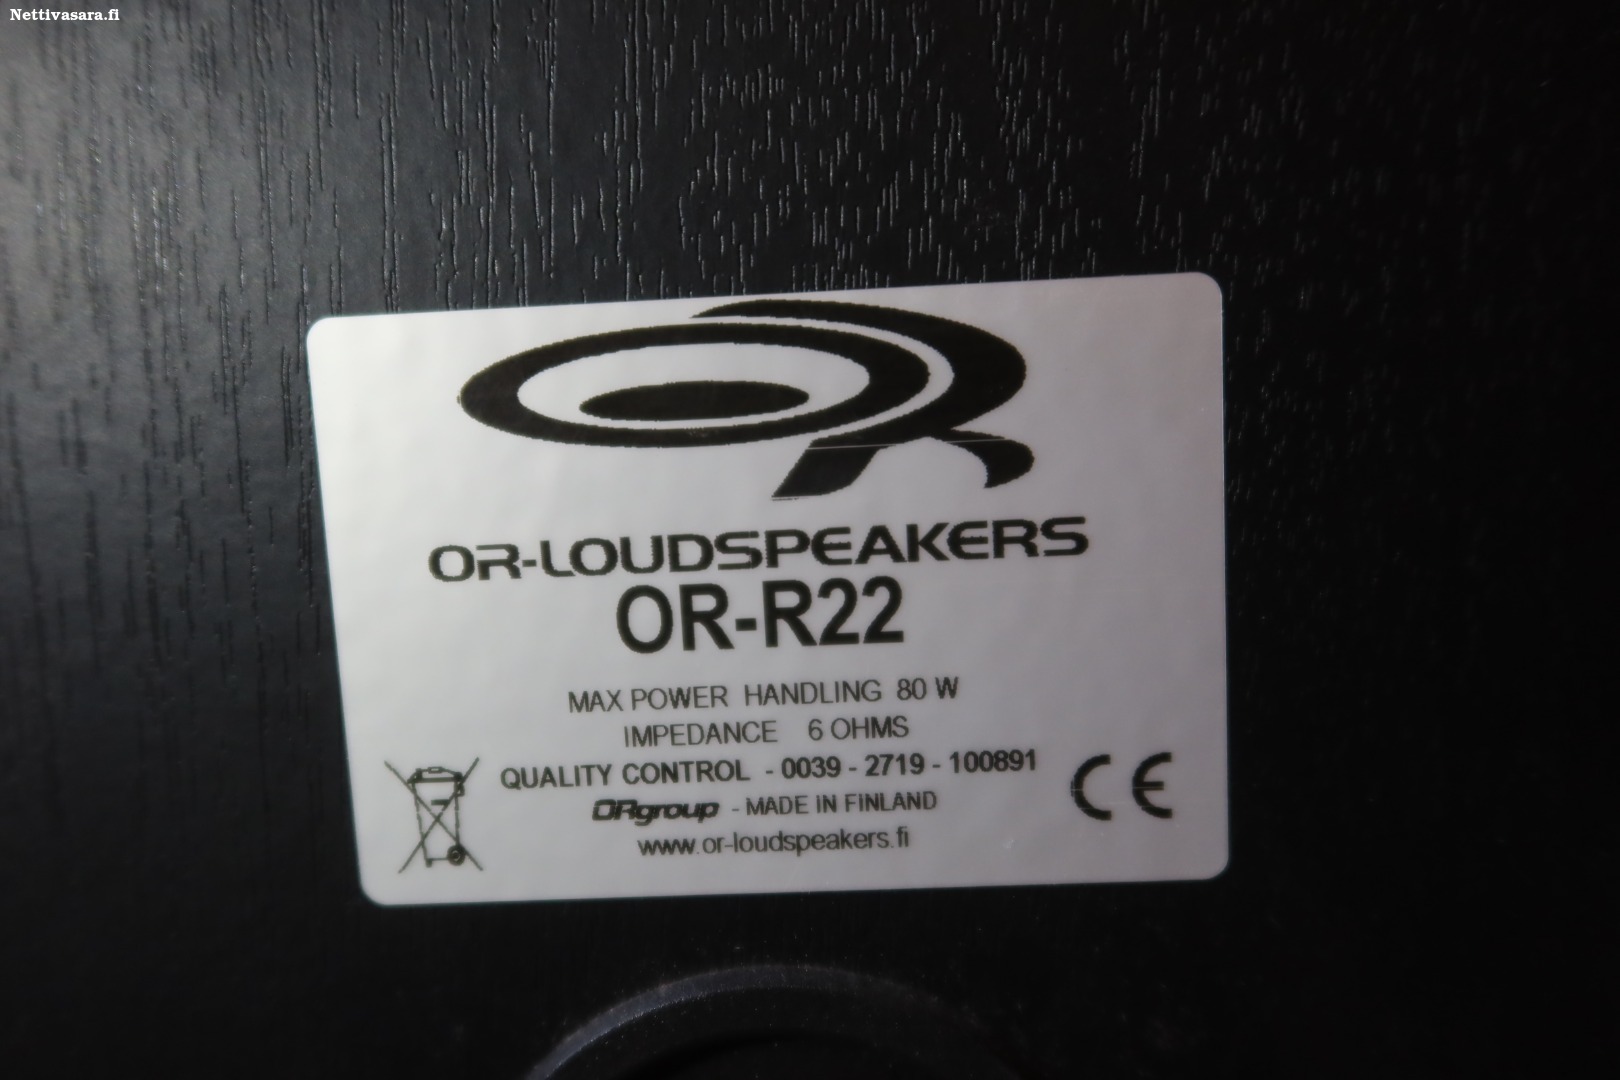 Nettivasara.fi
OR
OR-LOUDSPEAKERS
OR-R22
MAX POWER HANDLING 80 W
IMPEDANCE 6 OHMS
QUALITY CONTROL - 0039 - 2719 - 100891
ORgroup - MADE IN FINLAND
www.or-loudspeakers.fi
CE